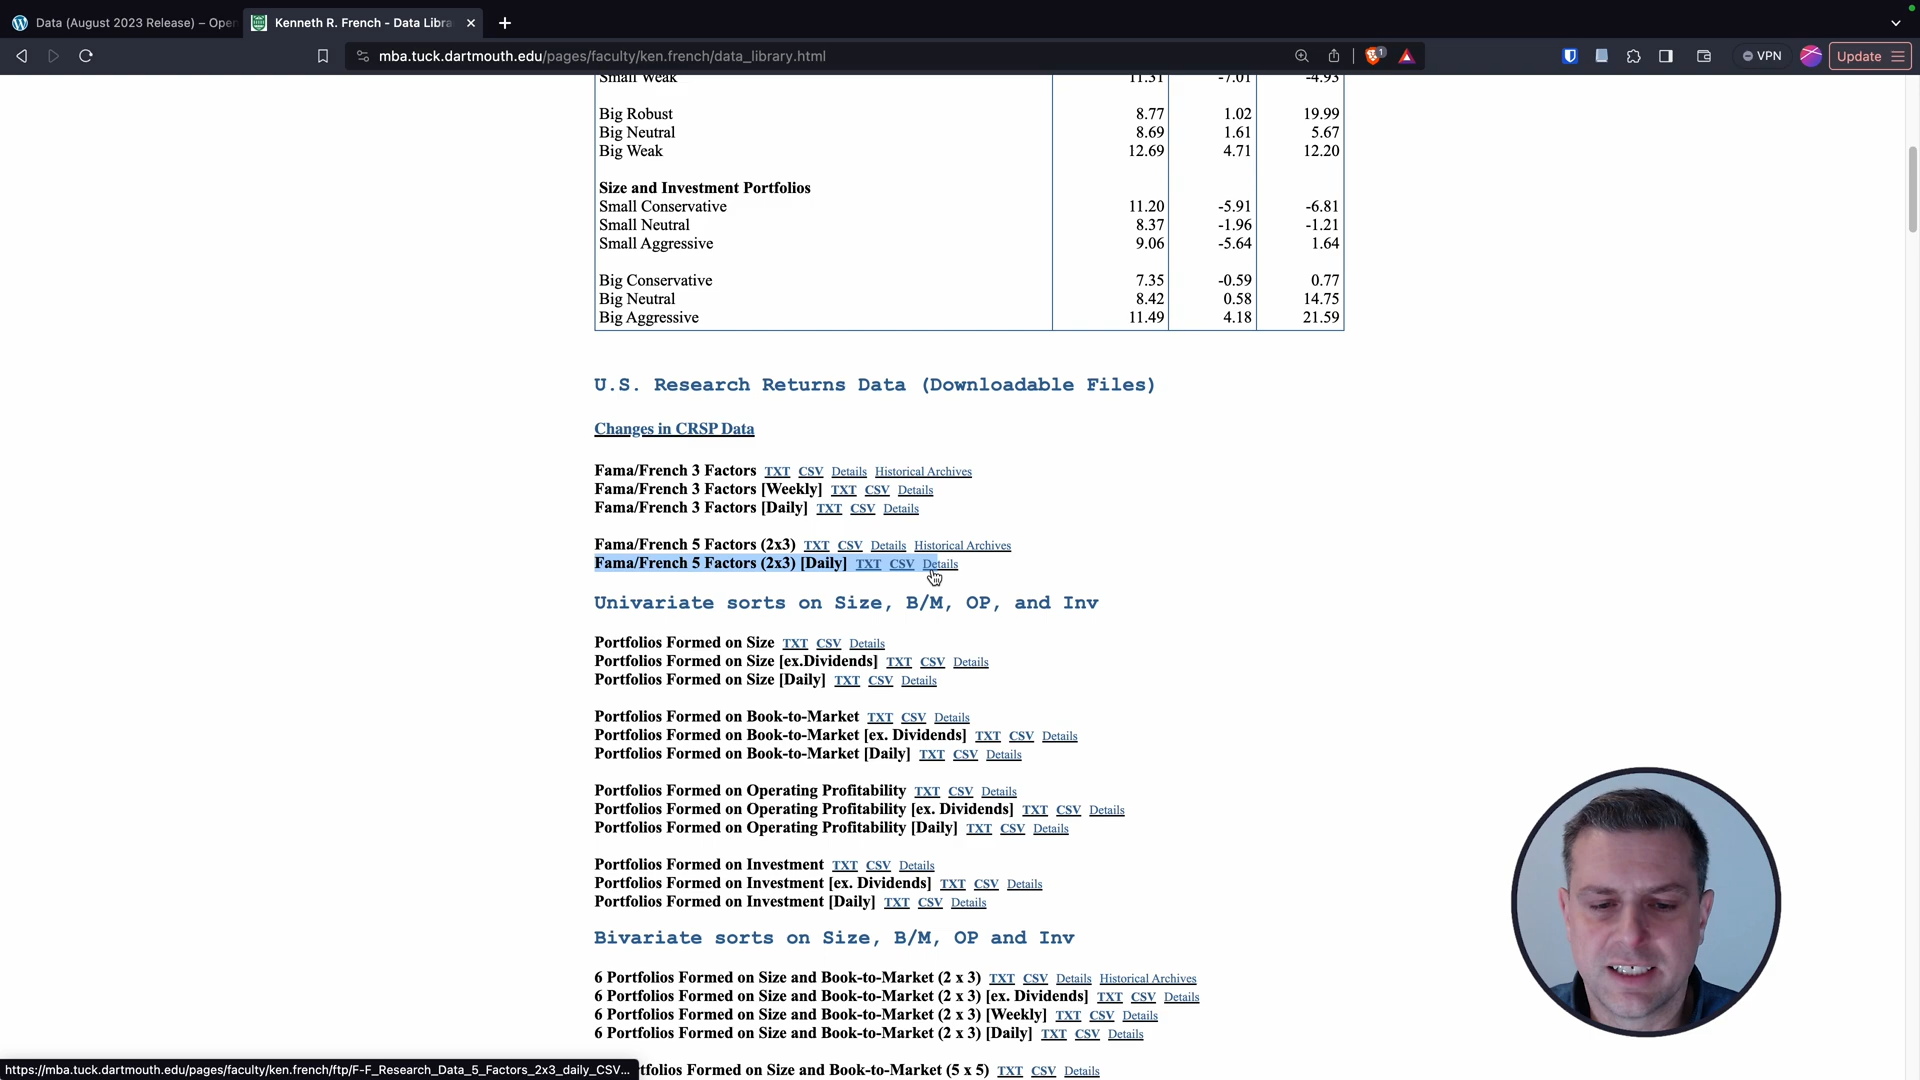 Data (August 2023 Release) – Open
Kenneth R. French - Data Libra
mba.tuck.dartmouth.edu/pages/faculty/ken.french/data_library.html
1
VPN
Update
Small Weak 11.31 -7.01 -4.93
Big Robust 8.77 1.02 19.99
Big Neutral 8.69 1.61 5.67
Big Weak 12.69 4.71 12.20
Size and Investment Portfolios
Small Conservative 11.20 -5.91 -6.81
Small Neutral 8.37 -1.96 -1.21
Small Aggressive 9.06 -5.64 1.64
Big Conservative 7.35 -0.59 0.77
Big Neutral 8.42 0.58 14.75
Big Aggressive 11.49 4.18 21.59
U.S. Research Returns Data (Downloadable Files)
Changes in CRSP Data
Fama/French 3 Factors TXT CSV Details Historical Archives
Fama/French 3 Factors [Weekly] TXT CSV Details
Fama/French 3 Factors [Daily] TXT CSV Details
Fama/French 5 Factors (2x3) TXT CSV Details Historical Archives
Fama/French 5 Factors (2x3) [Daily] TXT CSV Details
Univariate sorts on Size, B/M, OP, and Inv
Portfolios Formed on Size TXT CSV Details
Portfolios Formed on Size [ex.Dividends] TXT CSV Details
Portfolios Formed on Size [Daily] TXT CSV Details
Portfolios Formed on Book-to-Market TXT CSV Details
Portfolios Formed on Book-to-Market [ex. Dividends] TXT CSV Details
Portfolios Formed on Book-to-Market [Daily] TXT CSV Details
Portfolios Formed on Operating Profitability TXT CSV Details
Portfolios Formed on Operating Profitability [ex. Dividends] TXT CSV Details
Portfolios Formed on Operating Profitability [Daily] TXT CSV Details
Portfolios Formed on Investment TXT CSV Details
Portfolios Formed on Investment [ex. Dividends] TXT CSV Details
Portfolios Formed on Investment [Daily] TXT CSV Details
Bivariate sorts on Size, B/M, OP and Inv
6 Portfolios Formed on Size and Book-to-Market (2 x 3) TXT CSV Details Historical Archives
6 Portfolios Formed on Size and Book-to-Market (2 x 3) [ex. Dividends] TXT CSV Details
6 Portfolios Formed on Size and Book-to-Market (2 x 3) [Weekly] TXT CSV Details
6 Portfolios Formed on Size and Book-to-Market (2 x 3) [Daily] TXT CSV Details
tfolios Formed on Size and Book-to-Market (5 x 5) TXT CSV Details
https://mba.tuck.dartmouth.edu/pages/faculty/ken.french/ftp/F-F_Research_Data_5_Factors_2x3_daily_CSV...